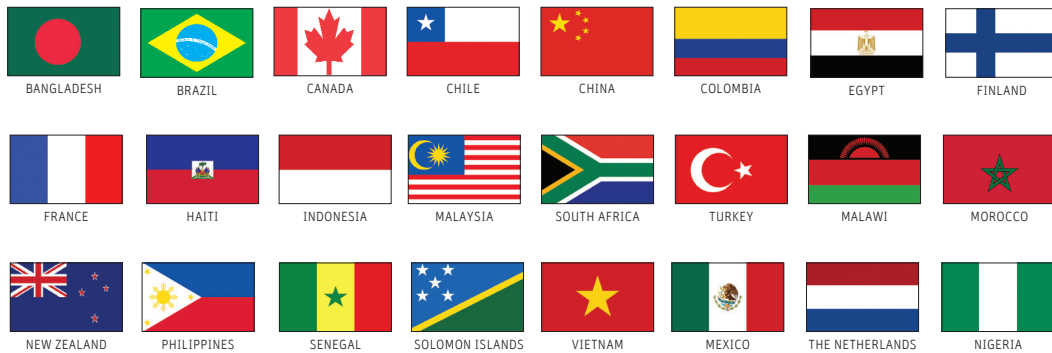 BANGLADESH
BRAZIL
CANADA
CHILE
CHINA
COLOMBIA
EGYPT
FINLAND
FRANCE
HAITI
INDONESIA
MALAYSIA
SOUTH AFRICA
TURKEY
MALAWI
MOROCCO
NEW ZEALAND
PHILIPPINES
SENEGAL
SOLOMON ISLANDS
VIETNAM
MEXICO
THE NETHERLANDS
NIGERIA